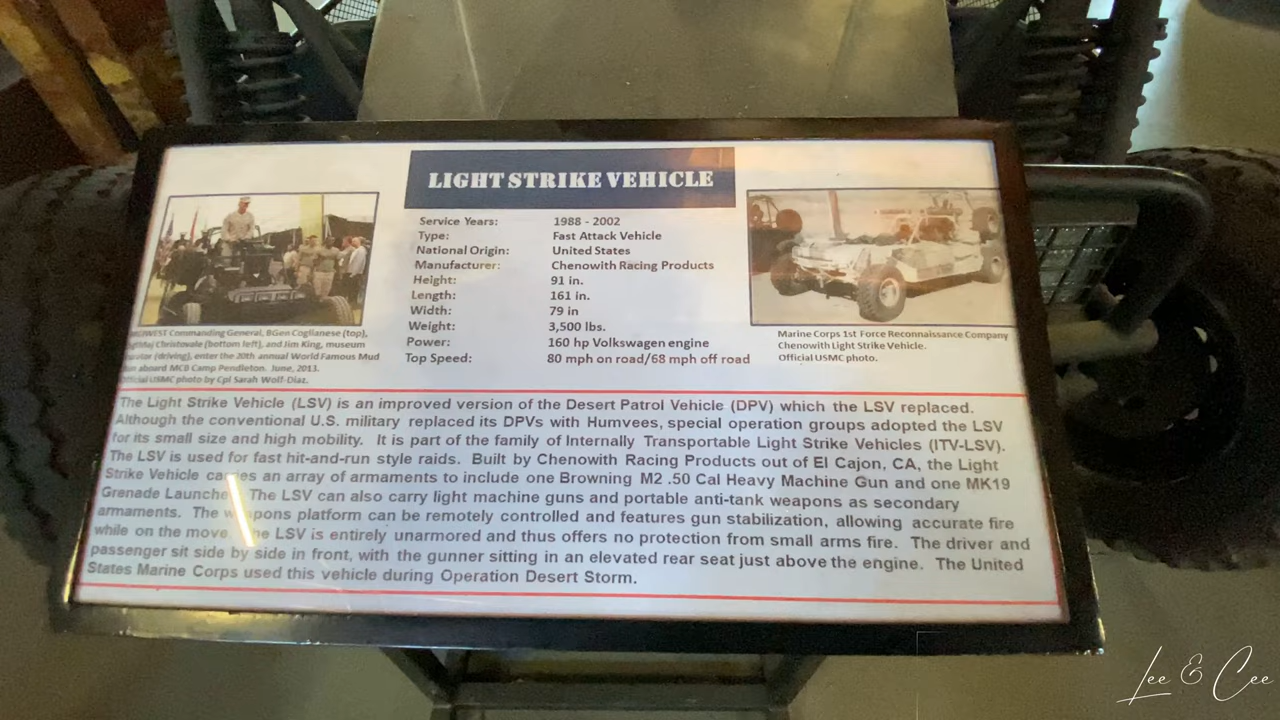 LIGHT STRIKE VEHICLE
Service Years: 1988 - 2002
Type: Fast Attack Vehicle
National Origin: United States
Manufacturer: Chenowith Racing Products
Height: 91 in.
Length: 161 in.
Width: 79 in
Weight: 3,500 lbs.
Power: 160 hp Volkswagen engine
Top Speed: 80 mph on road/68 mph off road
Commanding General, BGen Coglianese (top),
Christovale (bottom left), and Jim King, museum
(driving), enter the 20th annual World Famous Mud
aboard MCB Camp Pendleton. June, 2013.
USMC photo by Cpl Sarah Wolf-Diaz.
Marine Corps 1st Force Reconnaissance Company
Chenowith Light Strike Vehicle.
Official USMC photo.
The Light Strike Vehicle (LSV) is an improved version of the Desert Patrol Vehicle (DPV) which the LSV replaced.
Although the conventional U.S. military replaced its DPVs with Humvees, special operation groups adopted the LSV
for its small size and high mobility. It is part of the family of Internally Transportable Light Strike Vehicles (ITV-LSV).
The LSV is used for fast hit-and-run style raids. Built by Chenowith Racing Products out of El Cajon, CA, the Light
Strike Vehicle carries an array of armaments to include one Browning M2 .50 Cal Heavy Machine Gun and one MK19
Grenade Launche The LSV can also carry light machine guns and portable anti-tank weapons as secondary
armaments. The weapons platform can be remotely controlled and features gun stabilization, allowing accurate fire
while on the move. The LSV is entirely unarmored and thus offers no protection from small arms fire. The driver and
passenger sit side by side in front, with the gunner sitting in an elevated rear seat just above the engine. The United
States Marine Corps used this vehicle during Operation Desert Storm.
Lee & Cee